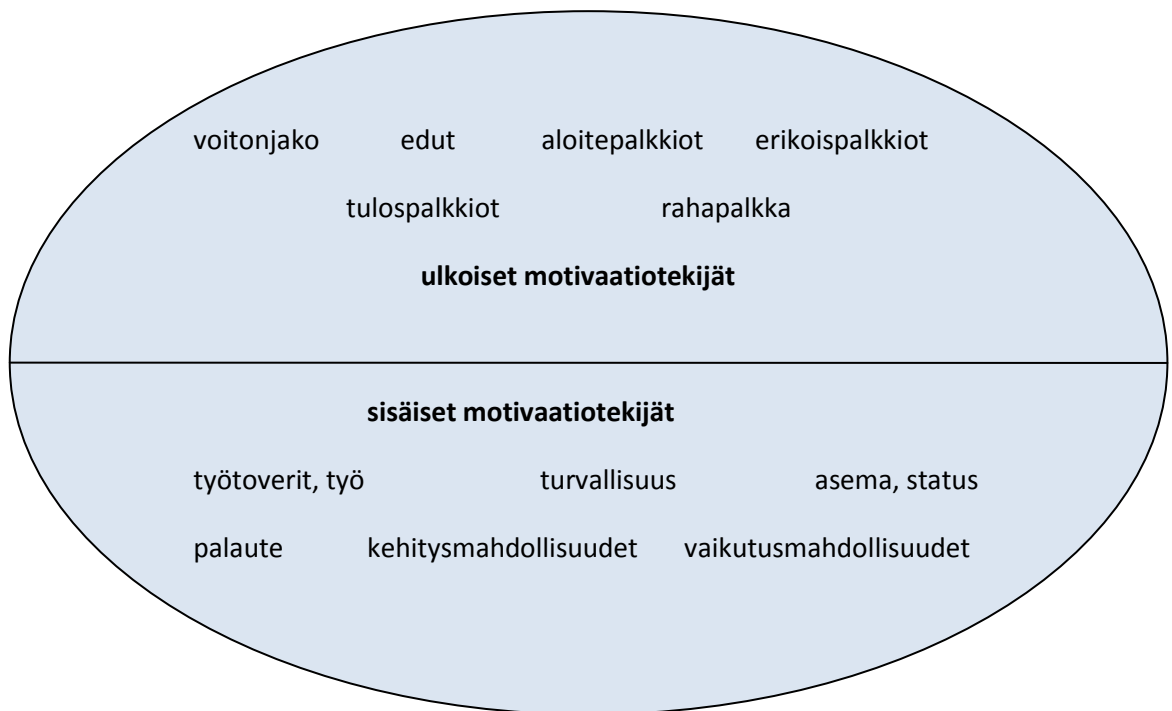 voitonjako edut aloitepalkkiot erikoispalkkiot
tulospalkkiot rahapalkka
ulkoiset motivaatiotekijät
sisäiset motivaatiotekijät
työtoverit, työ turvallisuus asema, status
palaute kehitysmahdollisuudet vaikutusmahdollisuudet